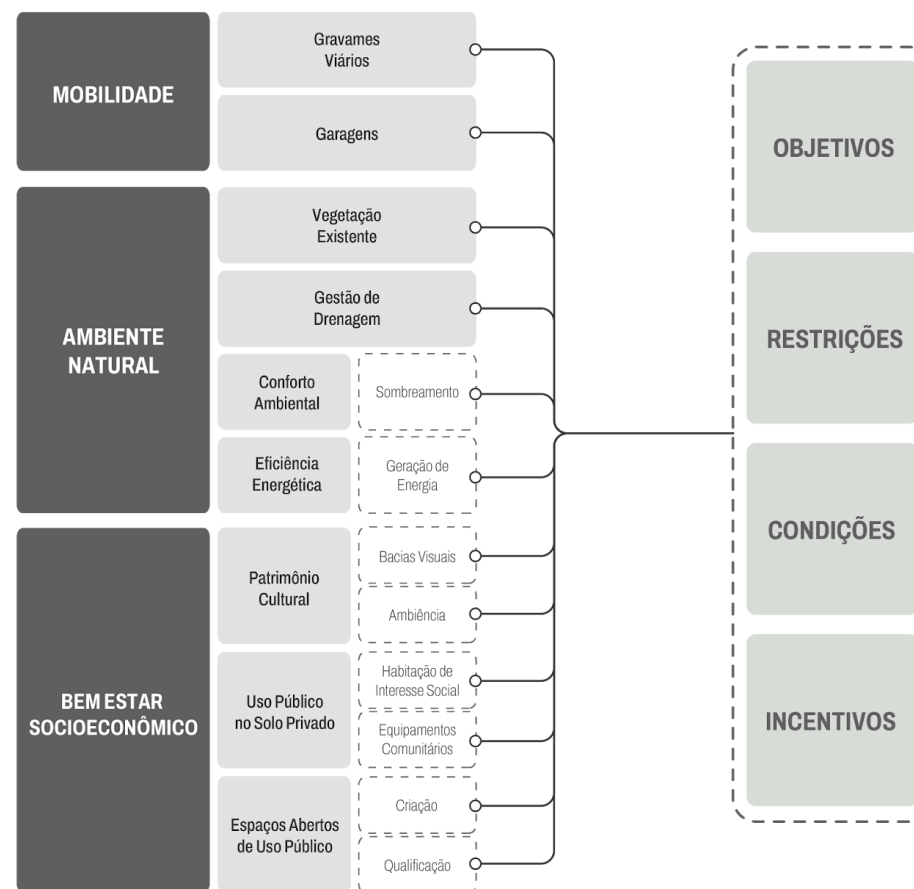 MOBILIDADE
Gravames
Viários
Garagens
AMBIENTE
NATURAL
Vegetação
Existente
Gestão de
Drenagem
Conforto
Ambiental
Sombreamento
Eficiência
Energética
Geração de
Energia
BEM ESTAR
SOCIOECONÔMICO
Patrimônio
Cultural
Bacias Visuais
Ambiência
Uso Público
no Solo Privado
Habitação de
Interesse Social
Equipamentos
Comunitários
Espaços Abertos
de Uso Público
Criação
Qualificação
OBJETIVOS
RESTRIÇÕES
CONDIÇÕES
INCENTIVOS